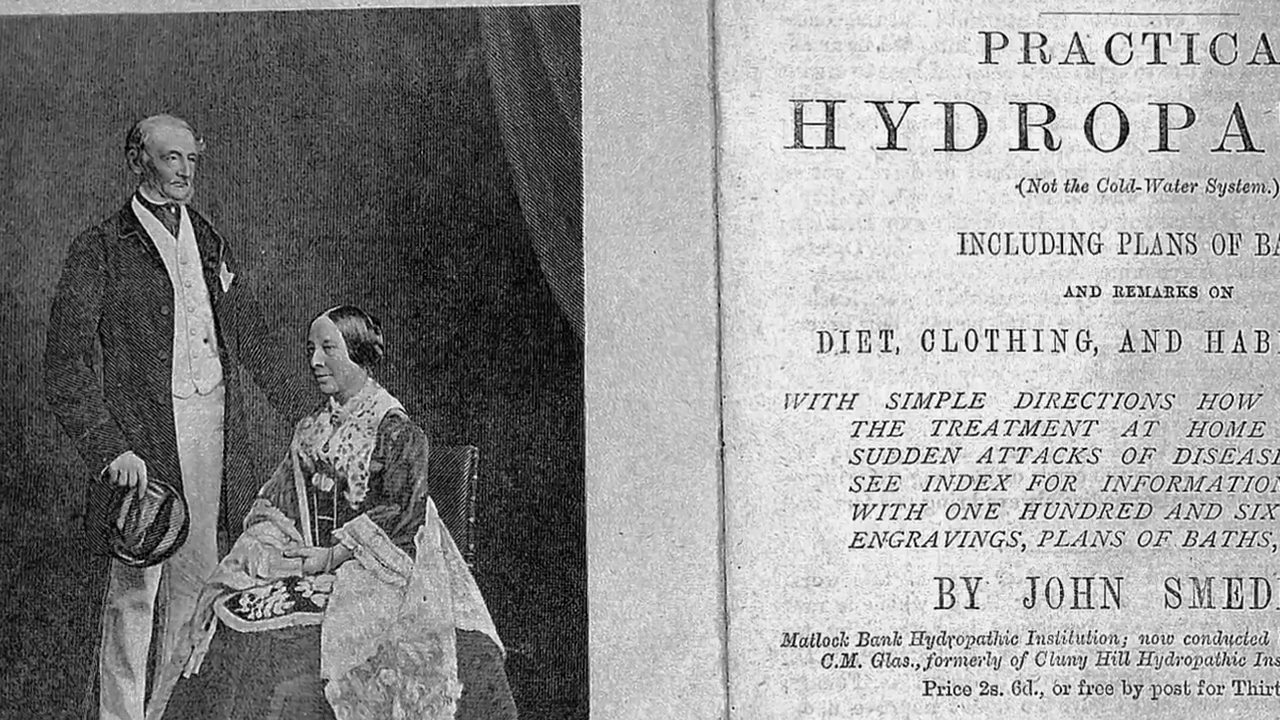 PRACTICA
HYDROPA
(Not the Cold-Water System.)
INCLUDING PLANS OF BA
AND REMARKS ON
DIET, CLOTHING, AND HAB
WITH SIMPLE DIRECTIONS HOW
THE TREATMENT AT HOME
SUDDEN ATTACKS OF DISEAS
SEE INDEX FOR INFORMATION
WITH ONE HUNDRED AND SIX
ENGRAVINGS, PLANS OF BATHS,
BY JOHN SMED
Matlock Bank Hydropathic Institution; now conducted
C.M. Glas., formerly of Cluny Hill Hydropathic Ins
Price 2s. 6d., or free by post for Thirt